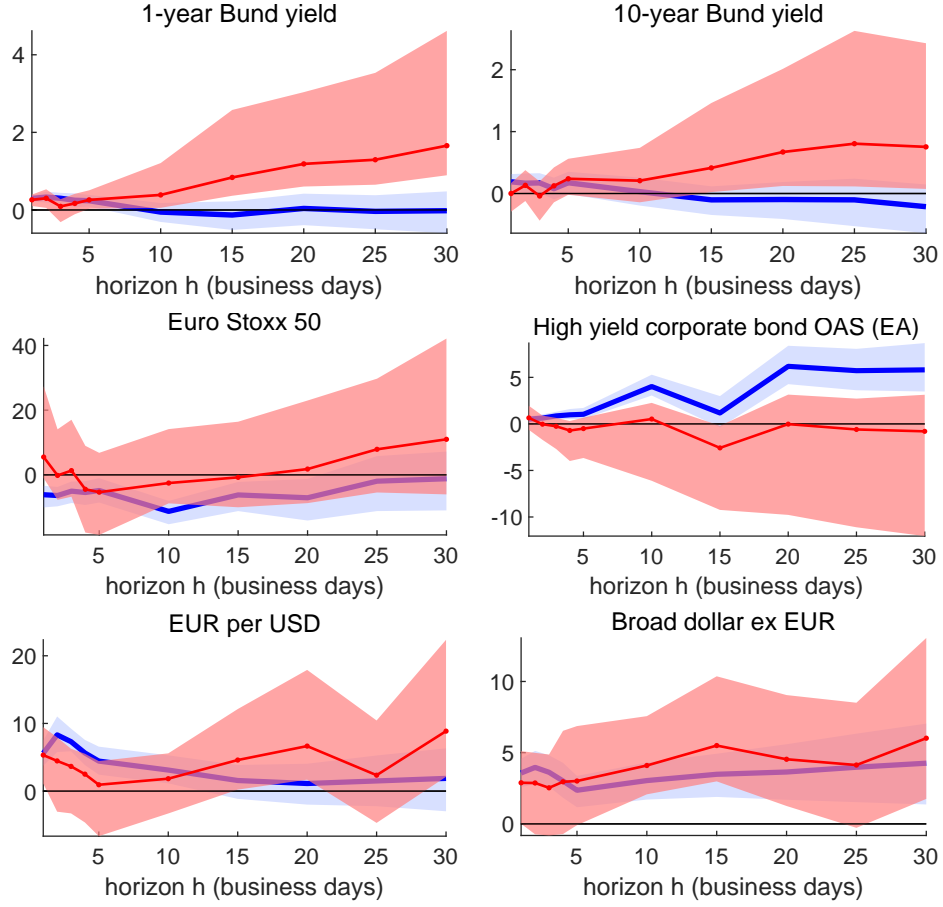 1-year Bund yield
10-year Bund yield
4
2
0
5 10 15 20 25 30
horizon h (business days)
2
1
0
5 10 15 20 25 30
horizon h (business days)
Euro Stoxx 50
High yield corporate bond OAS (EA)
40
20
0
5 10 15 20 25 30
horizon h (business days)
5
0
-5
-10
5 10 15 20 25 30
horizon h (business days)
EUR per USD
Broad dollar ex EUR
20
10
0
5 10 15 20 25 30
horizon h (business days)
10
5
0
5 10 15 20 25 30
horizon h (business days)